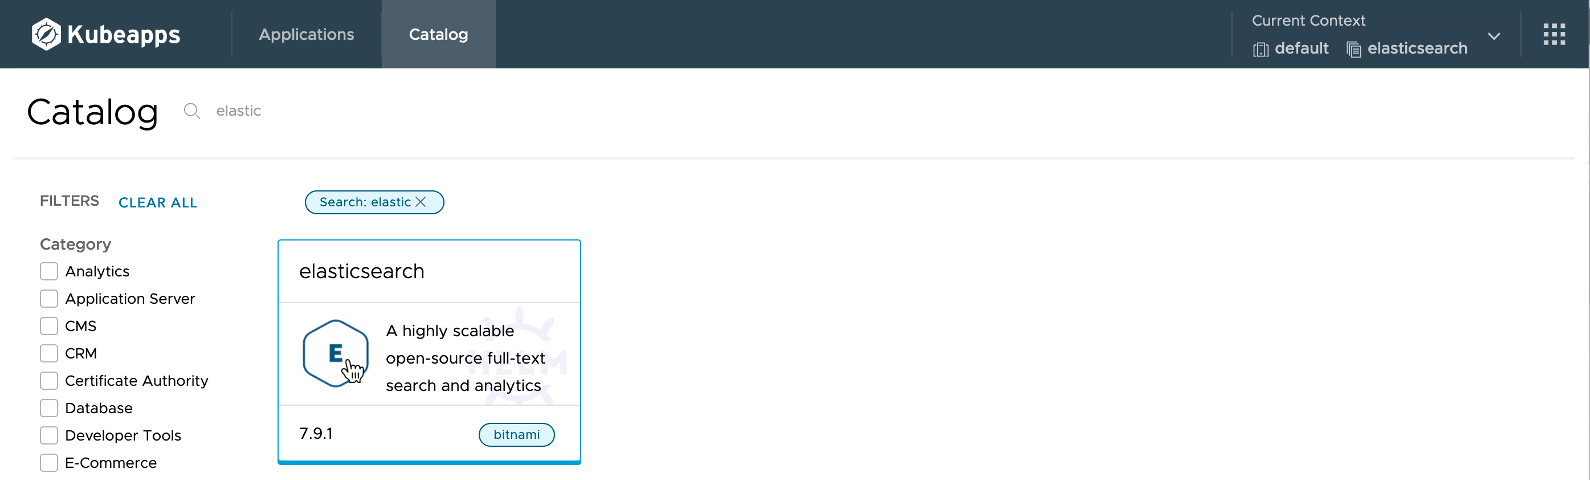 Kubeapps
Applications
Catalog
Current Context
default elasticsearch
Catalog
elastic
FILTERS CLEAR ALL
Search: elastic
Category
Analytics
Application Server
CMS
CRM
Certificate Authority
Database
Developer Tools
E-Commerce
elasticsearch
HELM
E
A highly scalable
open-source full-text
search and analytics
7.9.1
bitnami